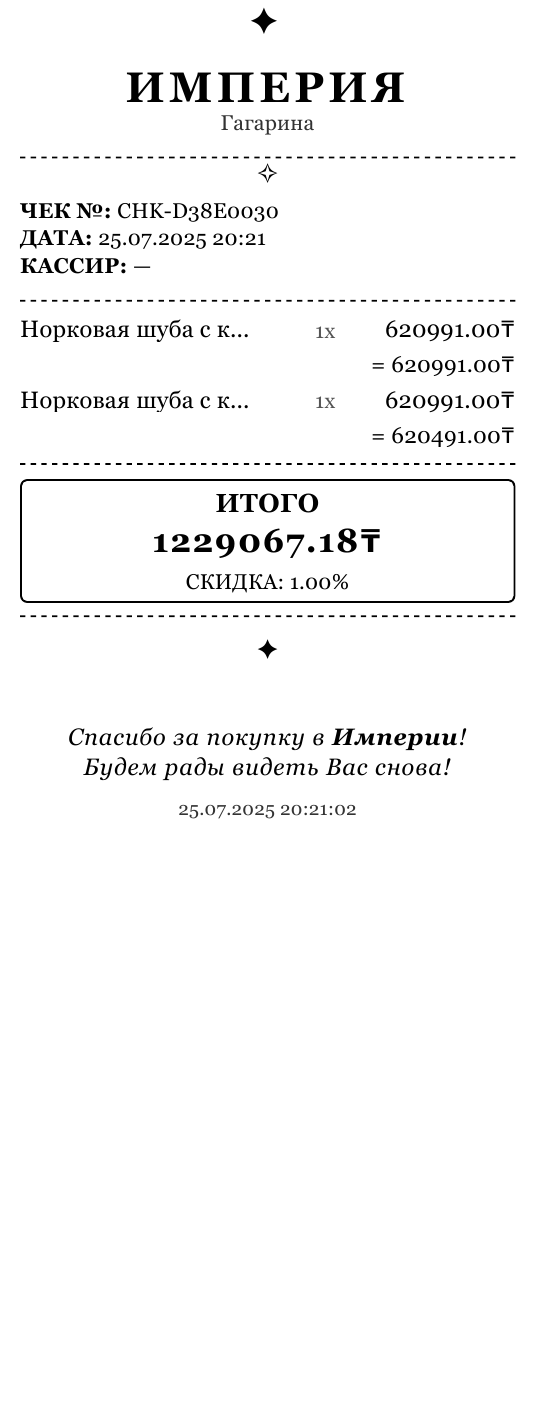 ИМПЕРИЯ
Гагарина
ЧЕК №: CHK-D38E0030
ДАТА: 25.07.2025 20:21
КАССИР: —
Норковая шуба с к... 1x 620991.00₸
= 620991.00₸
Норковая шуба с к... 1x 620991.00₸
= 620491.00₸
ИТОГО
1229067.18₸
СКИДКА: 1.00%
Спасибо за покупку в Империи!
Будем рады видеть Вас снова!
25.07.2025 20:21:02